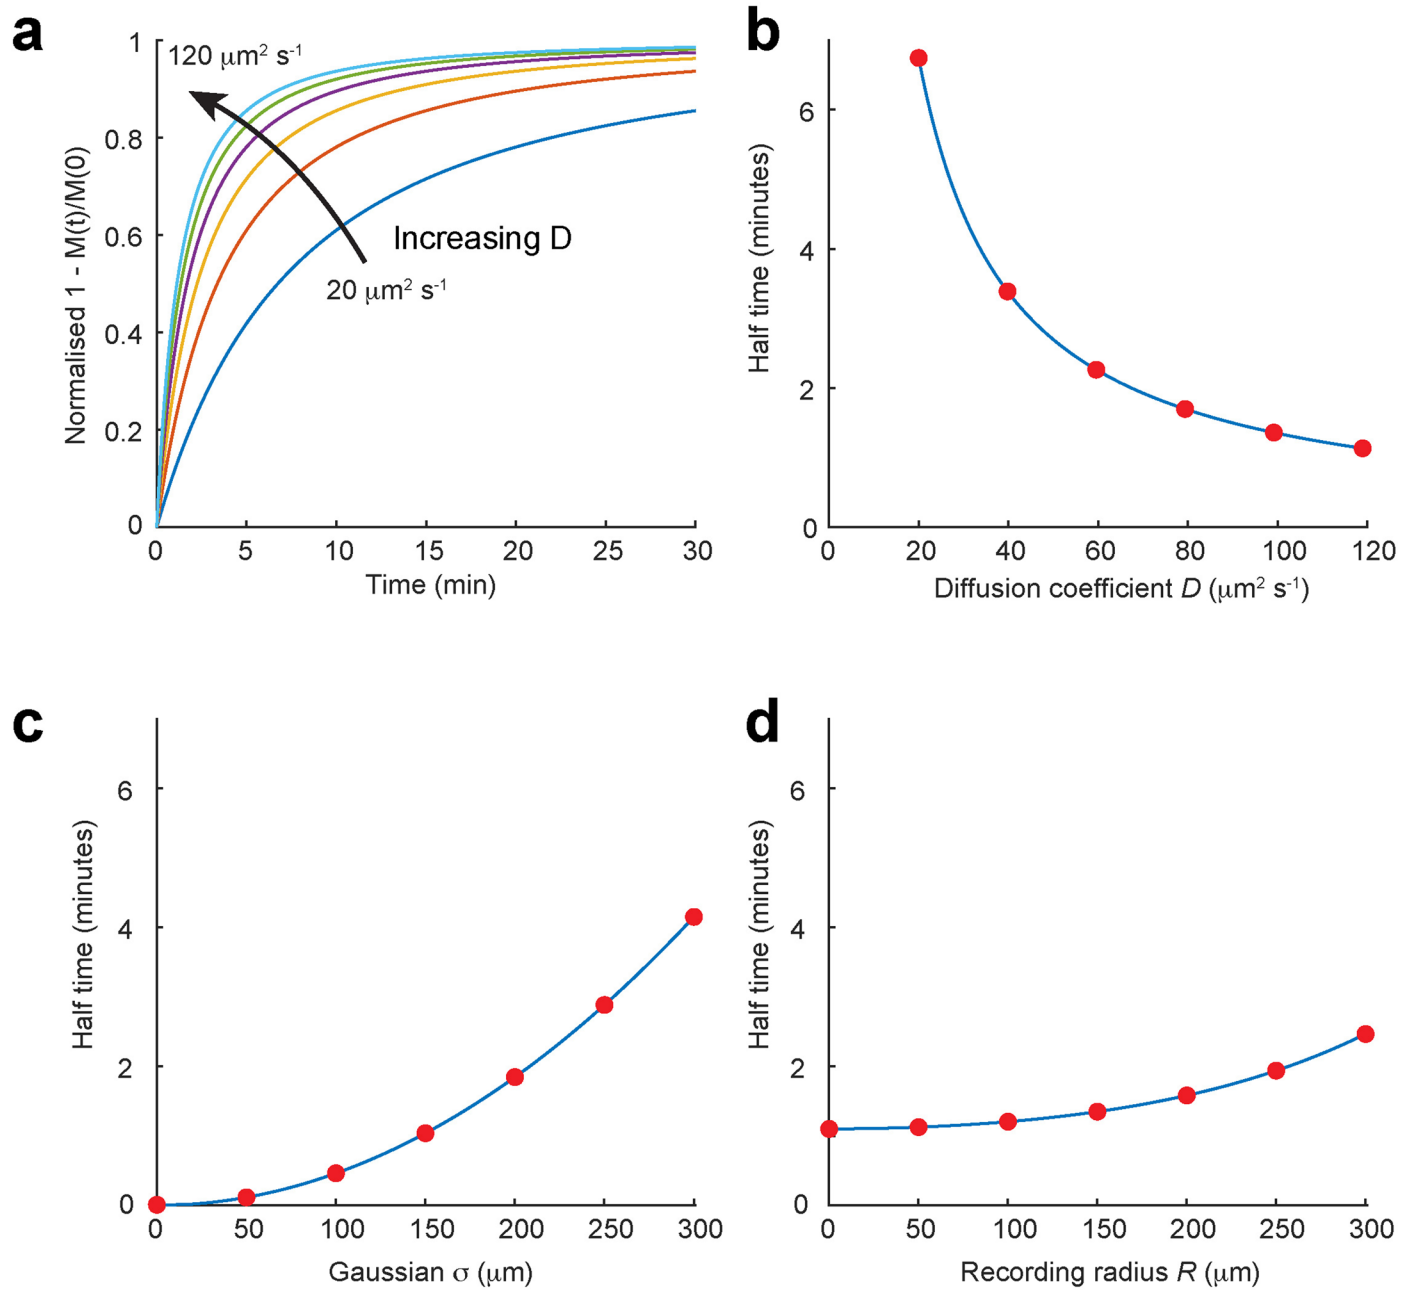 a
1
0.8
0.6
0.4
0.2
0
Normalised 1 - M(t)/M(0)
120 μm² s⁻¹
Increasing D
20 μm² s⁻¹
0 5 10 15 20 25 30
Time (min)
b
6
4
2
0
Half time (minutes)
0 20 40 60 80 100 120
Diffusion coefficient D (μm² s⁻¹)
c
6
4
2
0
Half time (minutes)
0 50 100 150 200 250 300
Gaussian σ (μm)
d
6
4
2
0
Half time (minutes)
0 50 100 150 200 250 300
Recording radius R (μm)